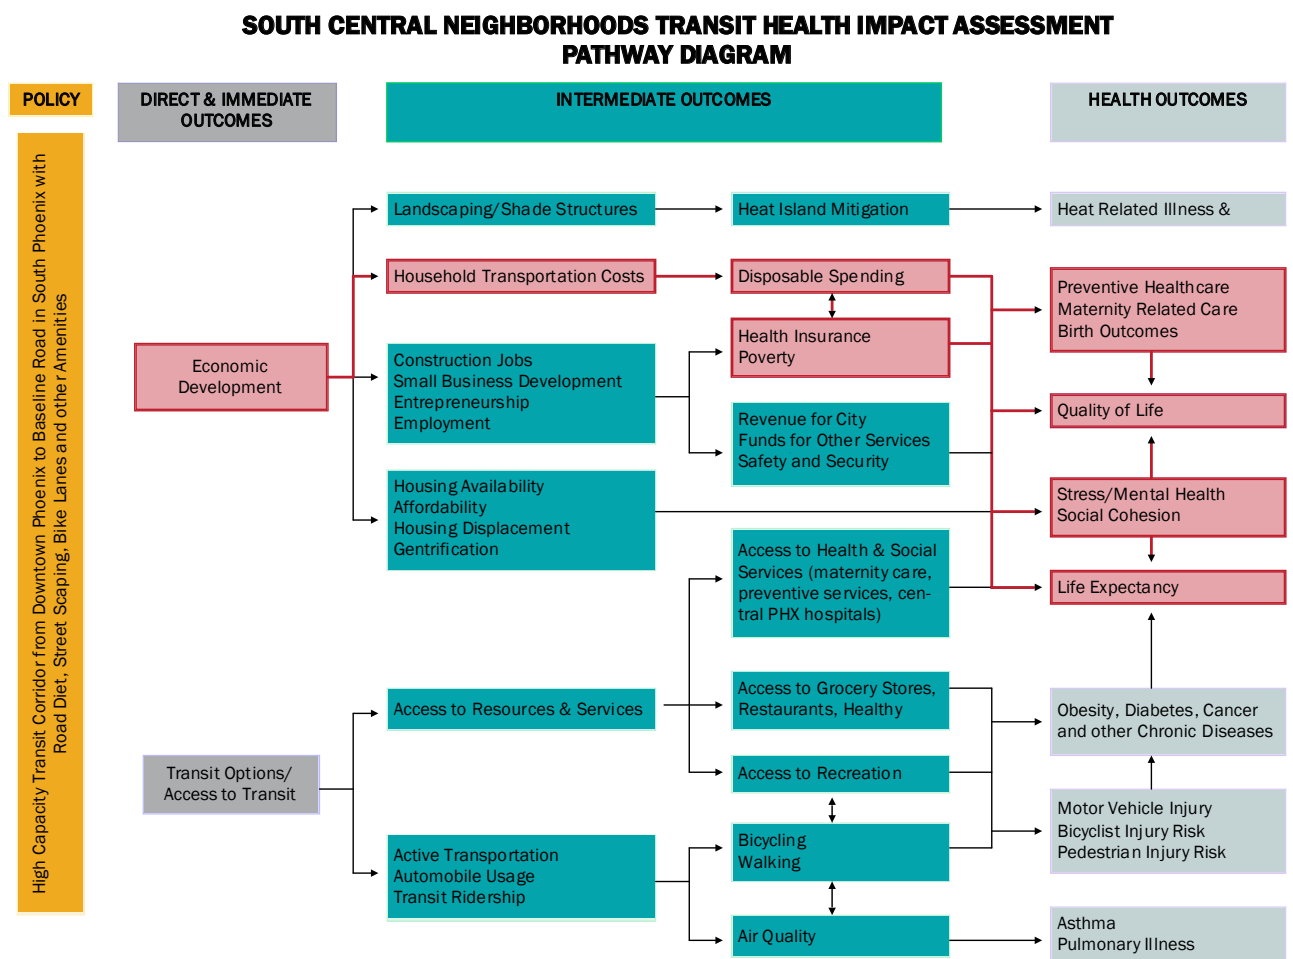 SOUTH CENTRAL NEIGHBORHOODS TRANSIT HEALTH IMPACT ASSESSMENT
PATHWAY DIAGRAM
POLICY
High Capacity Transit Corridor from Downtown Phoenix to Baseline Road in South Phoenix with
Road Diet, Street Scaping, Bike Lanes and other Amenities
DIRECT & IMMEDIATE
OUTCOMES
Economic
Development
Transit Options/
Access to Transit
INTERMEDIATE OUTCOMES
Landscaping/Shade Structures
Household Transportation Costs
Construction Jobs
Small Business Development
Entrepreneurship
Employment
Housing Availability
Affordability
Housing Displacement
Gentrification
Access to Resources & Services
Active Transportation
Automobile Usage
Transit Ridership
Heat Island Mitigation
Disposable Spending
Health Insurance
Poverty
Revenue for City
Funds for Other Services
Safety and Security
Access to Health & Social
Services (maternity care,
preventive services, cen-
tral PHX hospitals)
Access to Grocery Stores,
Restaurants, Healthy
Access to Recreation
Bicycling
Walking
Air Quality
HEALTH OUTCOMES
Heat Related Illness &
Preventive Healthcare
Maternity Related Care
Birth Outcomes
Quality of Life
Stress/Mental Health
Social Cohesion
Life Expectancy
Obesity, Diabetes, Cancer
and other Chronic Diseases
Motor Vehicle Injury
Bicyclist Injury Risk
Pedestrian Injury Risk
Asthma
Pulmonary Illness